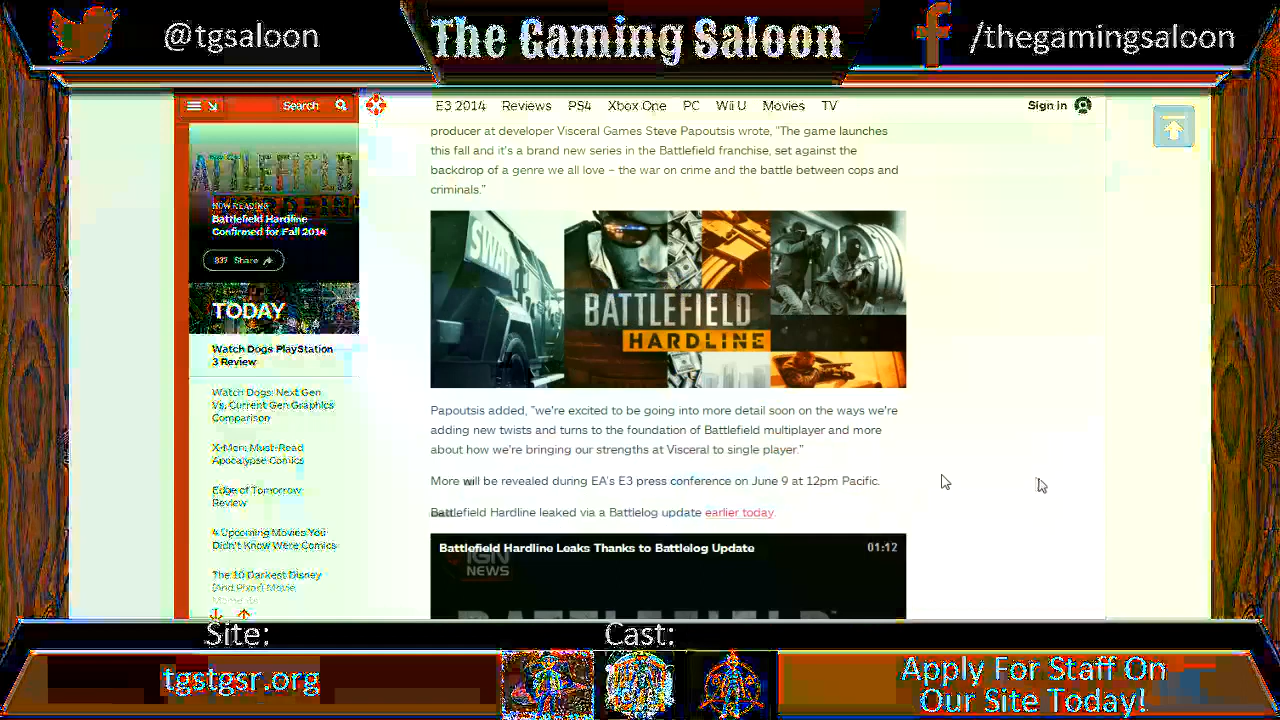 @tgsaloon
The Gaming Saloon
/thegamingsaloon
Search
E3 2014 Reviews PS4 Xbox One PC Wii U Movies TV
Sign in
BATTLEFIELD
NOW READING
Battlefield Hardline
Confirmed for Fall 2014
837 Share
TODAY
Watch Dogs PlayStation
3 Review
Watch Dogs: Next Gen
Vs. Current Gen Graphics
Comparison
X-Men: Must-Read
Apocalypse Comics
Edge of Tomorrow
Review
4 Upcoming Movies You
Didn't Know Were Comics
The 10 Darkest Disney
(And Pixar) Movie
producer at developer Visceral Games Steve Papoutsis wrote, "The game launches
this fall and it's a brand new series in the Battlefield franchise, set against the
backdrop of a genre we all love – the war on crime and the battle between cops and
criminals."
SWAT
BATTLEFIELD
HARDLINE
Papoutsis added, "we're excited to be going into more detail soon on the ways we're
adding new twists and turns to the foundation of Battlefield multiplayer and more
about how we're bringing our strengths at Visceral to single player."
More will be revealed during EA's E3 press conference on June 9 at 12pm Pacific.
Battlefield Hardline leaked via a Battlelog update earlier today.
Battlefield Hardline Leaks Thanks to Battlelog Update
01:12
IGN
NEWS
BATTLEFIELD
Site:
tgstgsr.org
Cast:
Apply For Staff On
Our Site Today!